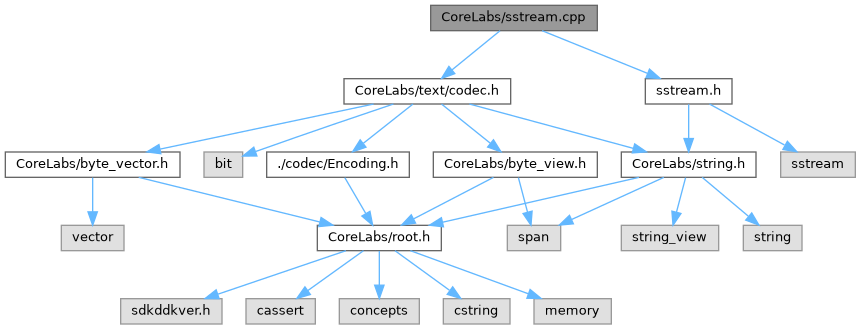 CoreLabs/sstream.cpp
CoreLabs/text/codec.h
sstream.h
CoreLabs/byte_vector.h
bit
./codec/Encoding.h
CoreLabs/byte_view.h
CoreLabs/string.h
sstream
vector
CoreLabs/root.h
span
string_view
string
sdkddkver.h
cassert
concepts
cstring
memory